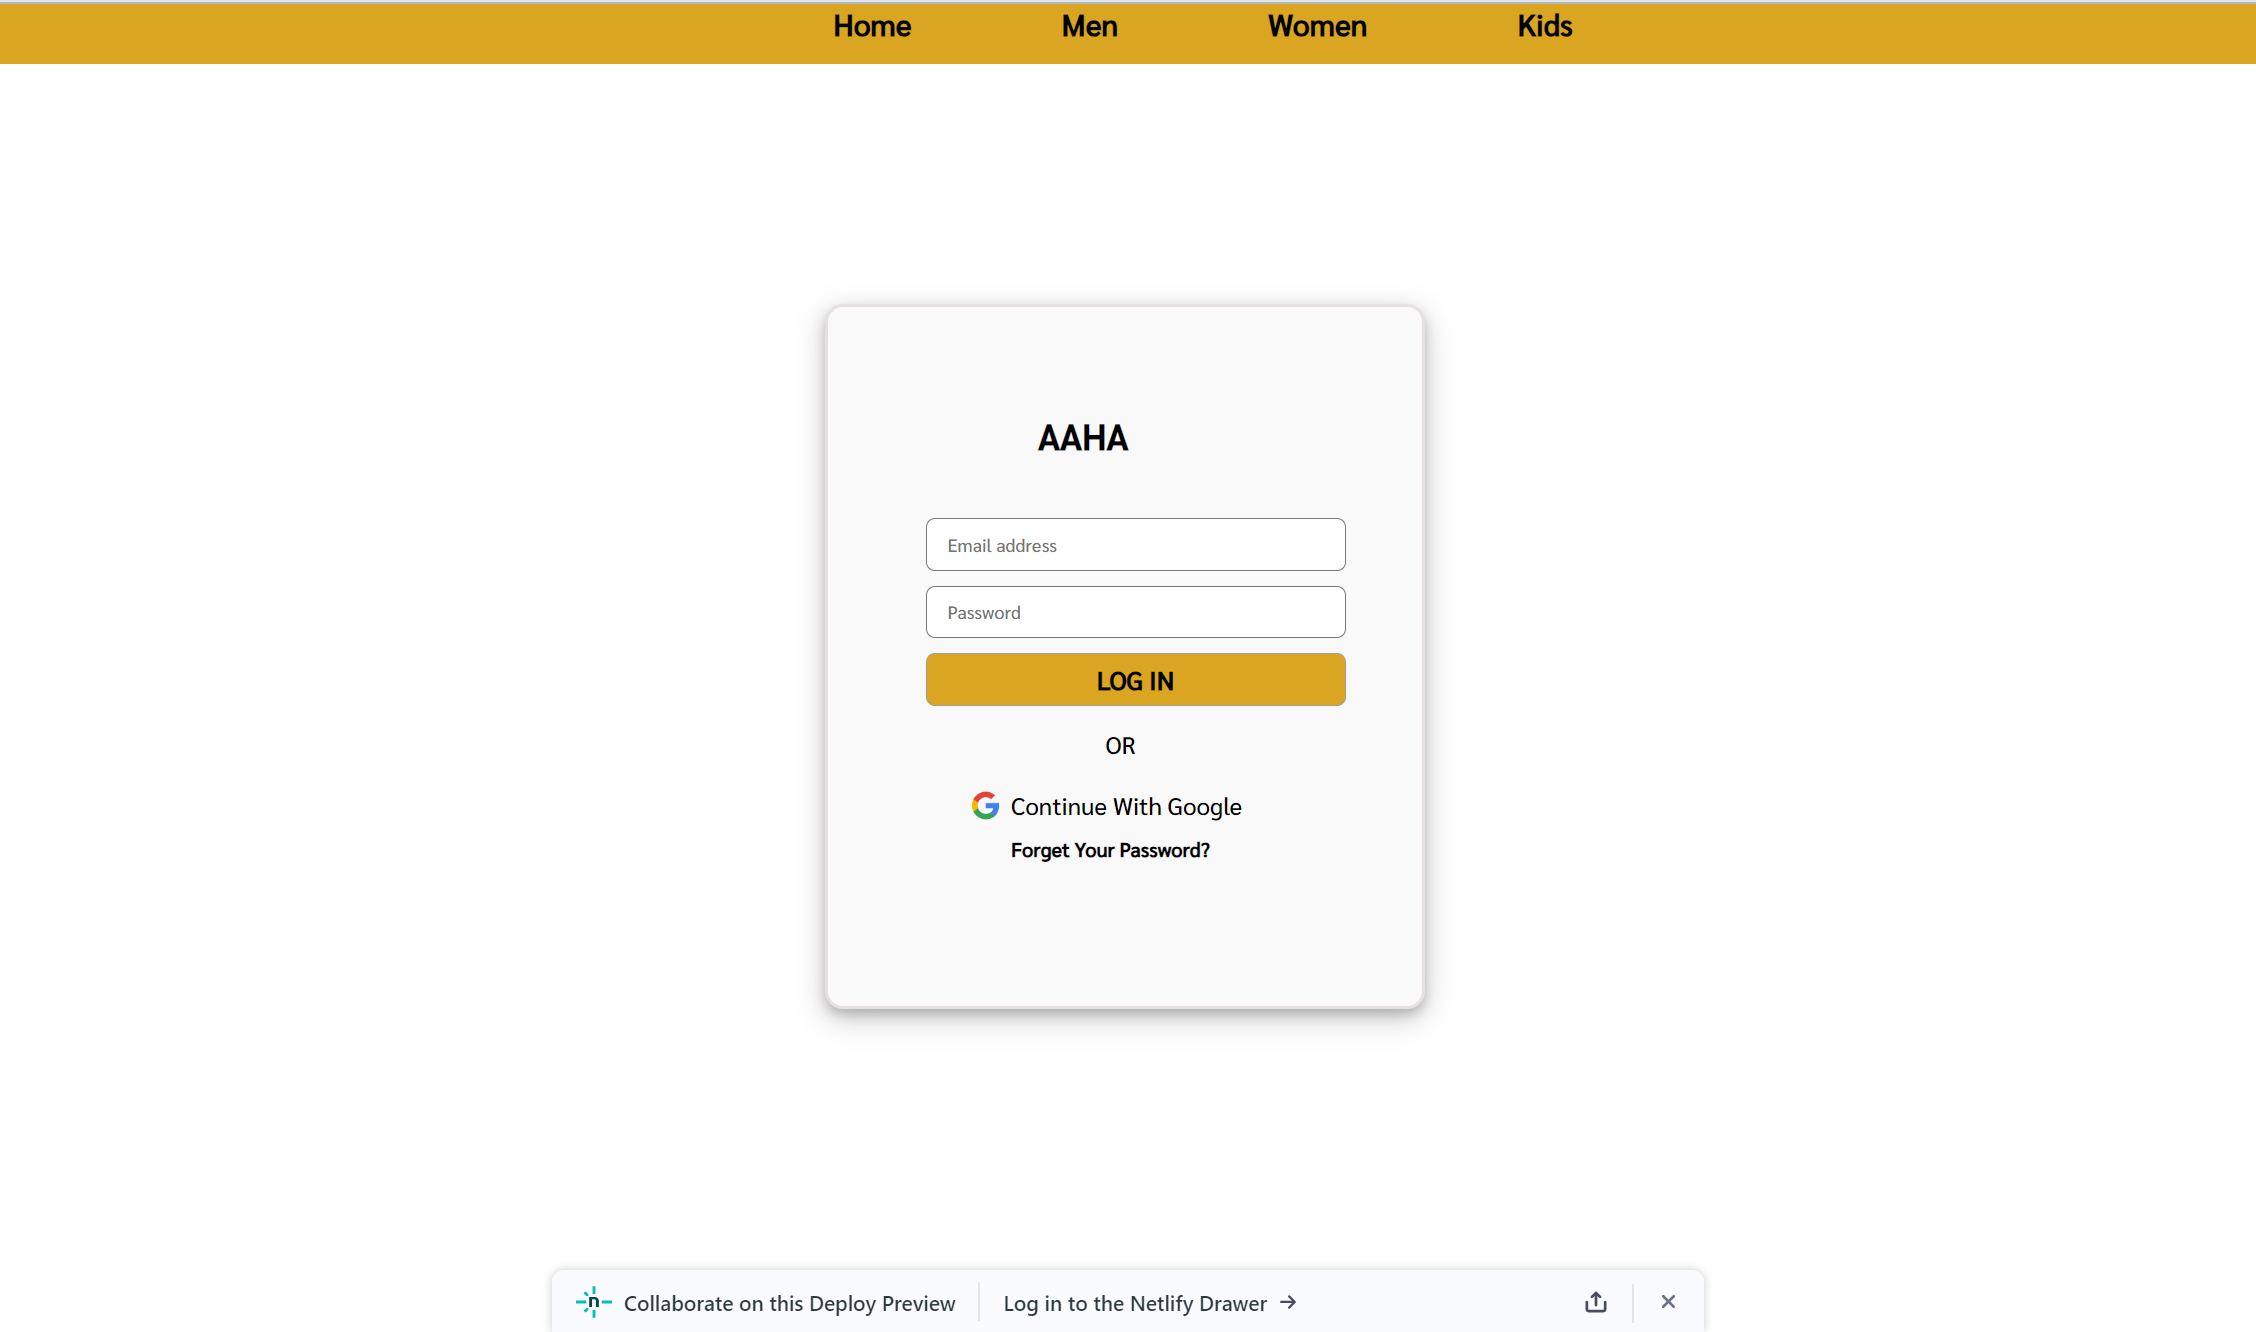 Home Men Women Kids
AAHA
Email address
Password
LOG IN
OR
Continue With Google
Forget Your Password?
Collaborate on this Deploy Preview Log in to the Netlify Drawer →